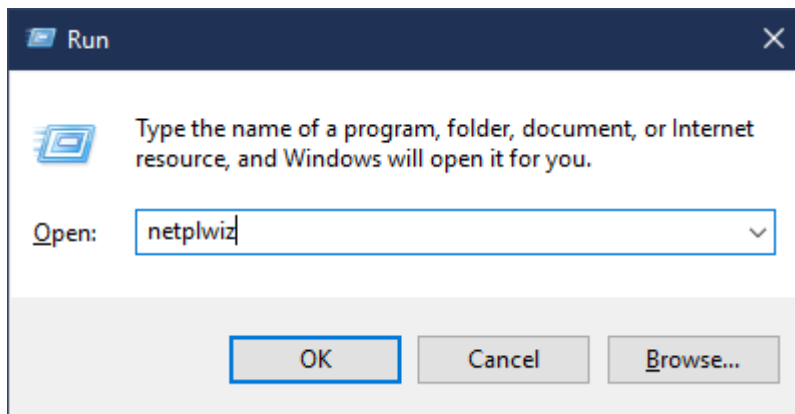 Run
Type the name of a program, folder, document, or Internet
resource, and Windows will open it for you.
Open: netplwiz
OK Cancel Browse...